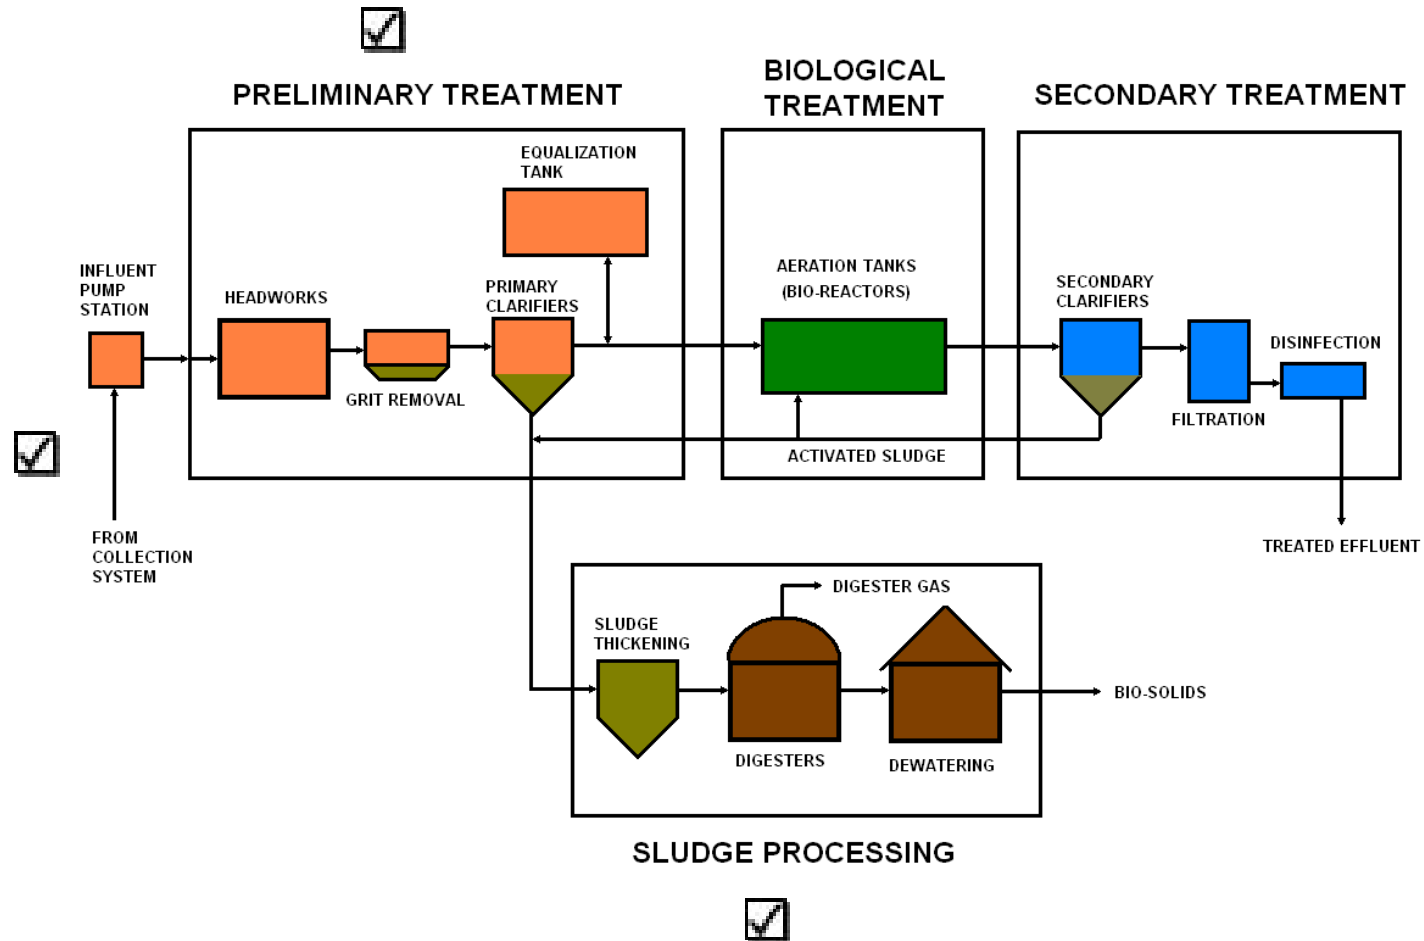 PRELIMINARY TREATMENT
BIOLOGICAL
TREATMENT
SECONDARY TREATMENT
EQUALIZATION
TANK
INFLUENT
PUMP
STATION
HEADWORKS
GRIT REMOVAL
PRIMARY
CLARIFIERS
AERATION TANKS
(BIO-REACTORS)
SECONDARY
CLARIFIERS
FILTRATION
DISINFECTION
ACTIVATED SLUDGE
FROM
COLLECTION
SYSTEM
TREATED EFFLUENT
SLUDGE
THICKENING
DIGESTER GAS
DIGESTERS
DEWATERING
BIO-SOLIDS
SLUDGE PROCESSING